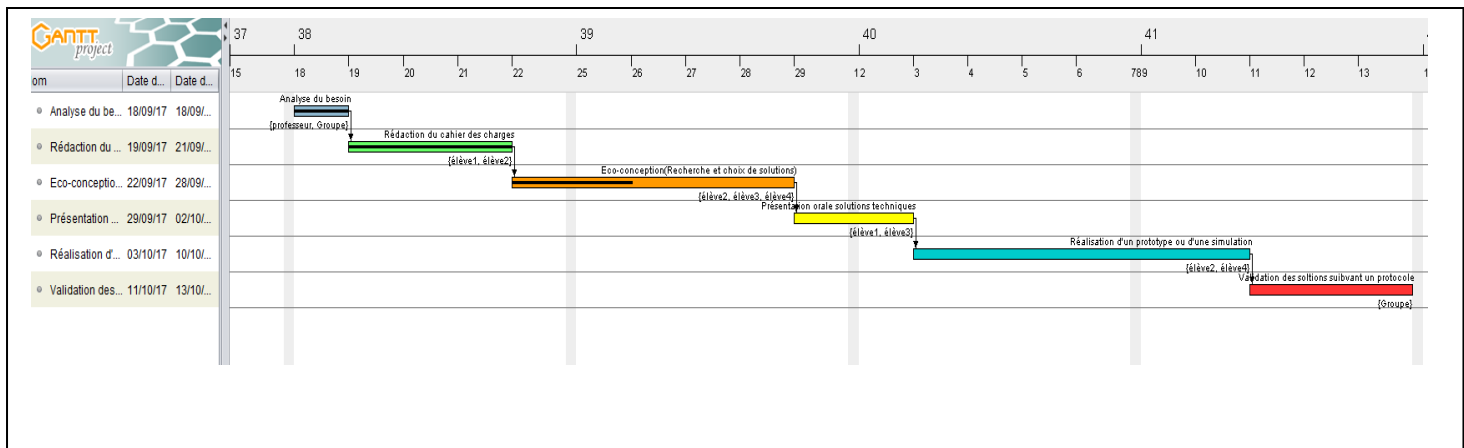 GANTT
project
37 38 39 40 41
15 18 19 20 21 22 25 26 27 28 29 12 3 4 5 6 789 10 11 12 13 1
om Date d... Date d...
Analyse du be... 18/09/17 18/09/...
Rédaction du ... 19/09/17 21/09/...
Eco-conceptio... 22/09/17 28/09/...
Présentation ... 29/09/17 02/10/...
Réalisation d'... 03/10/17 10/10/...
Validation des... 11/10/17 13/10/...
Analyse du besoin
{professeur, Groupe}
Rédaction du cahier des charges
{élève1, élève2}
Eco-conception(Recherche et choix de solutions)
{élève2, élève3, élève4}
Présentation orale solutions techniques
{élève1, élève3}
Réalisation d'un prototype ou d'une simulation
{élève2, élève4}
Validation des soltions suibvant un protocole
{Groupe}